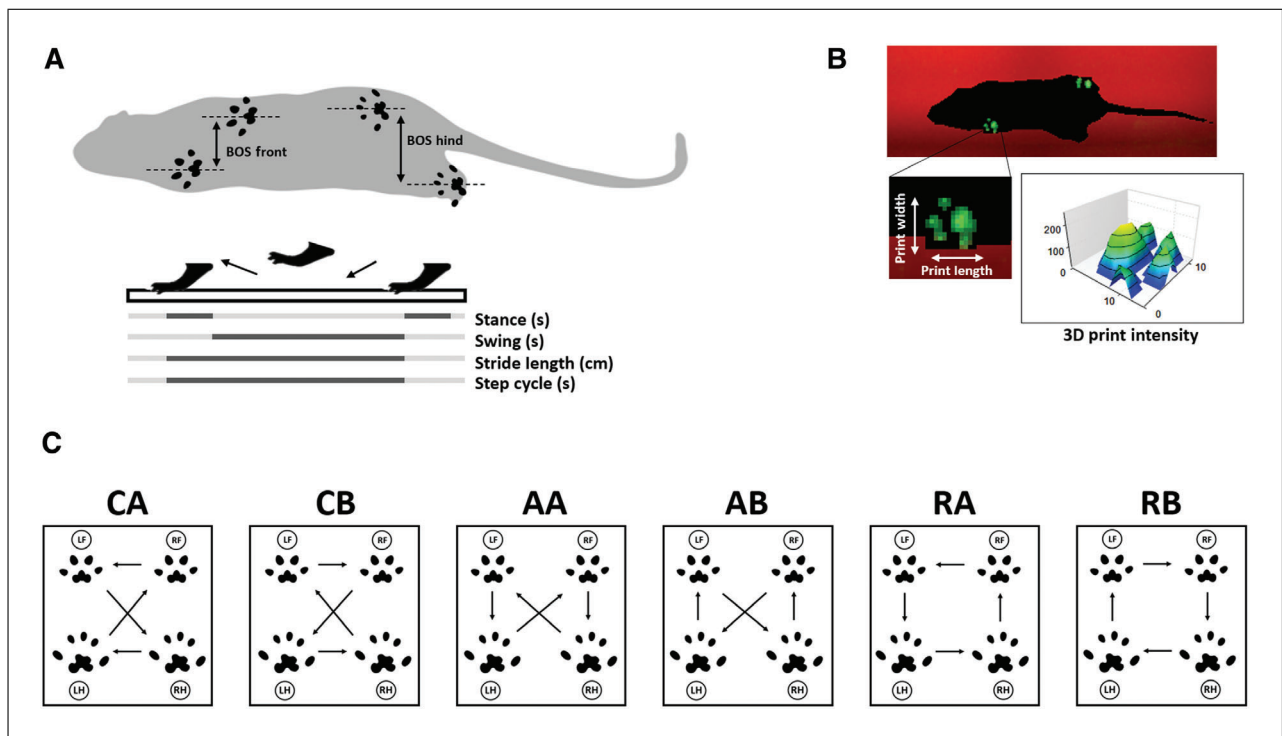 A
BOS front
BOS hind
Stance (s)
Swing (s)
Stride length (cm)
Step cycle (s)
B
Print width
Print length
200
100
0
0
10
10
0
3D print intensity
C
CA
CB
AA
AB
RA
RB
LF RF LF RF LF RF LF RF LF RF LF RF
LH RH LH RH LH RH LH RH LH RH LH RH